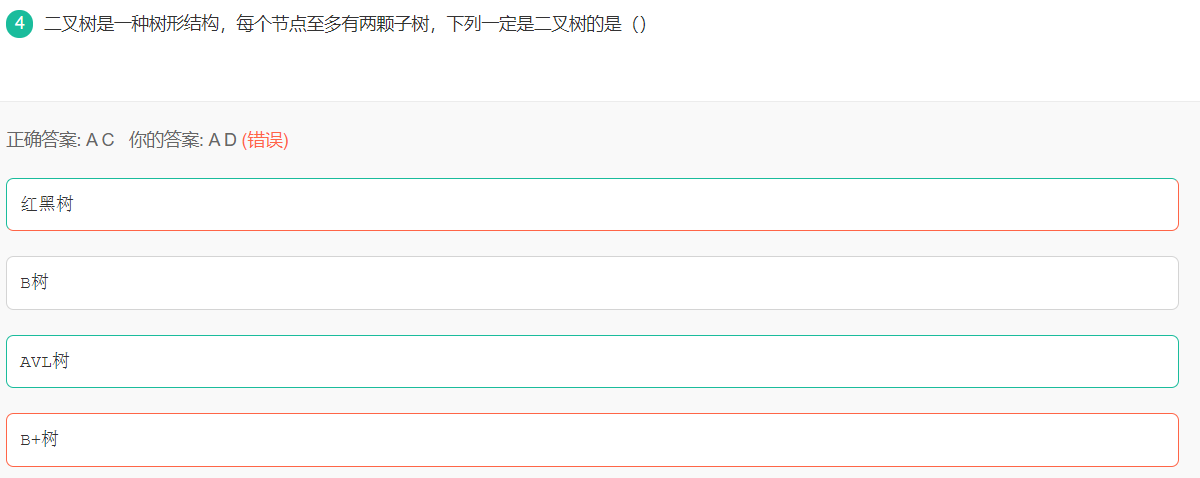 4 二叉树是一种树形结构，每个节点至多有两颗子树，下列一定是二叉树的是（）
正确答案: A C 你的答案: A D (错误)
红黑树
B树
AVL树
B+树